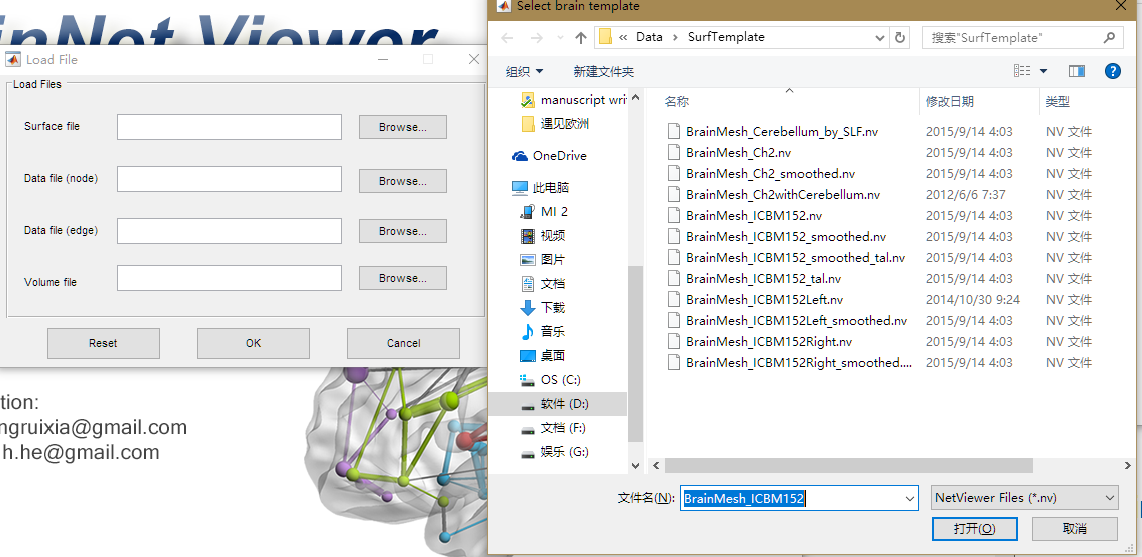 inNet Viewer
Load File
Load Files
Surface file
Browse...
Data file (node)
Browse...
Data file (edge)
Browse...
Volume file
Browse...
Reset
OK
Cancel
tion:
ngruixia@gmail.com
h.he@gmail.com
Select brain template
« Data › SurfTemplate
搜索"SurfTemplate"
组织
新建文件夹
manuscript wri
遇见欧洲
OneDrive
此电脑
MI 2
视频
图片
文档
下载
音乐
桌面
OS (C:)
软件 (D:)
文档 (F:)
娱乐 (G:)
名称 修改日期 类型
BrainMesh_Cerebellum_by_SLF.nv 2015/9/14 4:03 NV 文件
BrainMesh_Ch2.nv 2015/9/14 4:03 NV 文件
BrainMesh_Ch2_smoothed.nv 2015/9/14 4:03 NV 文件
BrainMesh_Ch2withCerebellum.nv 2012/6/6 7:37 NV 文件
BrainMesh_ICBM152.nv 2015/9/14 4:03 NV 文件
BrainMesh_ICBM152_smoothed.nv 2015/9/14 4:03 NV 文件
BrainMesh_ICBM152_smoothed_tal.nv 2015/9/14 4:03 NV 文件
BrainMesh_ICBM152_tal.nv 2015/9/14 4:03 NV 文件
BrainMesh_ICBM152Left.nv 2014/10/30 9:24 NV 文件
BrainMesh_ICBM152Left_smoothed.nv 2015/9/14 4:03 NV 文件
BrainMesh_ICBM152Right.nv 2015/9/14 4:03 NV 文件
BrainMesh_ICBM152Right_smoothed.... 2015/9/14 4:03 NV 文件
文件名(N): BrainMesh_ICBM152 NetViewer Files (*.nv)
打开(O) 取消